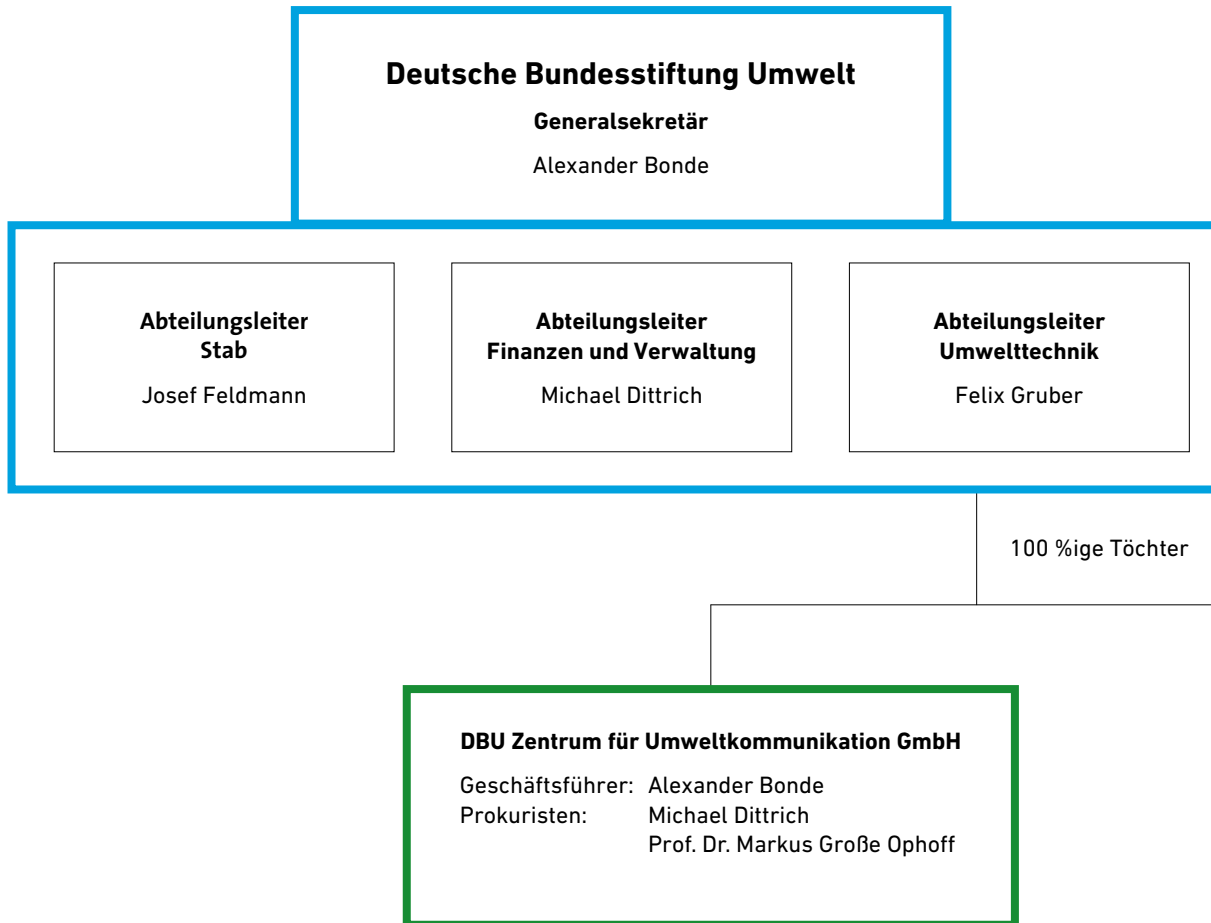 Deutsche Bundesstiftung Umwelt
Generalsekretär
Alexander Bonde
Abteilungsleiter
Stab
Josef Feldmann
Abteilungsleiter
Finanzen und Verwaltung
Michael Dittrich
Abteilungsleiter
Umwelttechnik
Felix Gruber
100 %ige Töchter
DBU Zentrum für Umweltkommunikation GmbH
Geschäftsführer: Alexander Bonde
Prokuristen: Michael Dittrich
Prof. Dr. Markus Große Ophoff